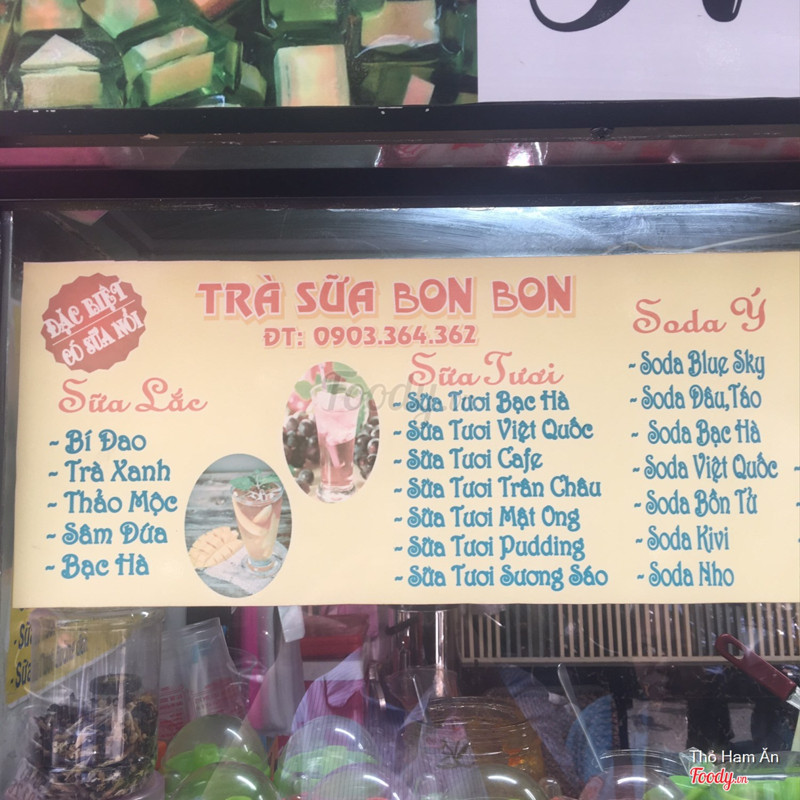 ĐẶC BIỆT
CÓ SỮA NÓI
TRÀ SỮA BON BON
ĐT: 0903.364.362
Sữa Lắc
- Bí Đao
- Trà Xanh
- Thảo Mộc
- Sâm Dứa
- Bạc Hà
Sữa Tươi
- Sữa Tươi Bạc Hà
- Sữa Tươi Việt Quốc
- Sữa Tươi Cafe
- Sữa Tươi Trân Châu
- Sữa Tươi Mật Ong
- Sữa Tươi Pudding
- Sữa Tươi Sương Sáo
Soda Ý
- Soda Blue Sky
- Soda Dâu,Táo
- Soda Bạc Hà
- Soda Việt Quốc
- Soda Bồn Tử
- Soda Kivi
- Soda Nho
Foody
Thỏ Ham Ăn
Foody.vn